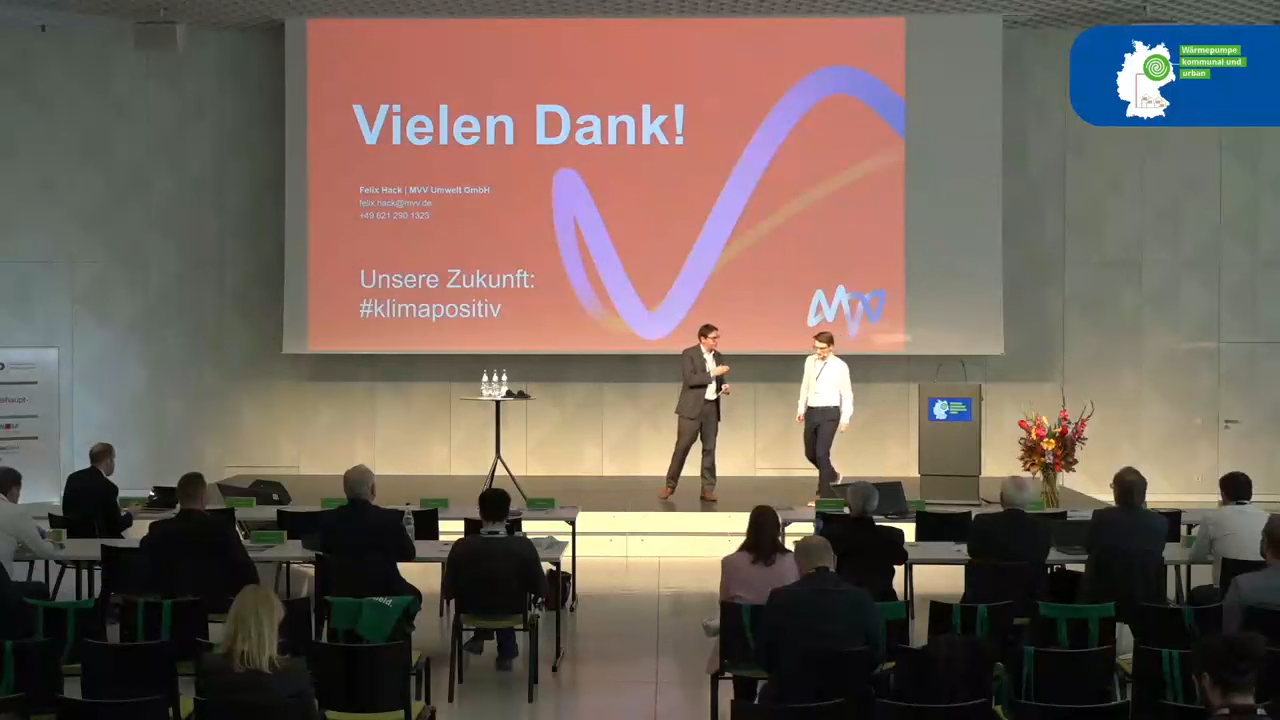 Vielen Dank!
Felix Hack | MVV Umwelt GmbH
felix.hack@mvv.de
+49 621 290 1325
Unsere Zukunft:
#klimapositiv
MVV
Wärmepumpe
kommunal und
urban